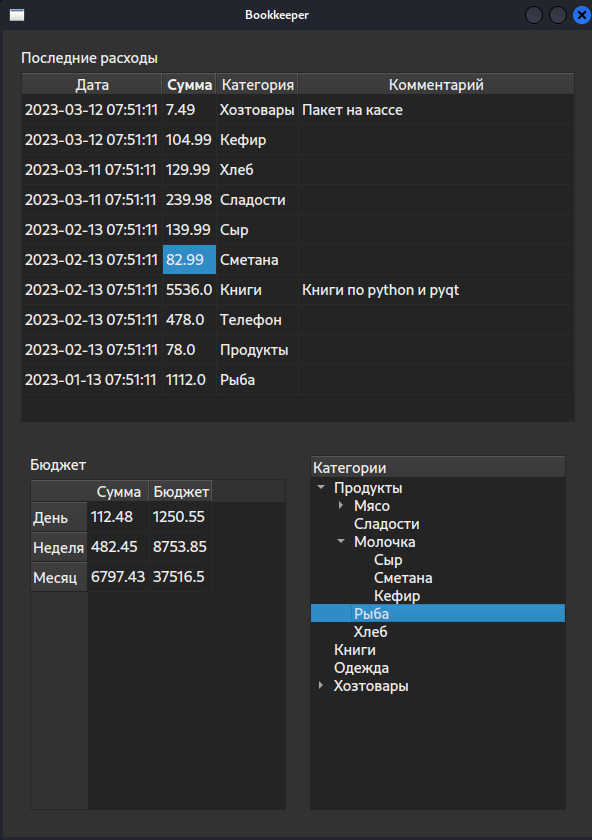 Bookkeeper
Последние расходы
Дата Сумма Категория Комментарий
2023-03-12 07:51:11 7.49 Хозтовары Пакет на кассе
2023-03-12 07:51:11 104.99 Кефир
2023-03-11 07:51:11 129.99 Хлеб
2023-03-11 07:51:11 239.98 Сладости
2023-02-13 07:51:11 139.99 Сыр
2023-02-13 07:51:11 82.99 Сметана
2023-02-13 07:51:11 5536.0 Книги Книги по python и pyqt
2023-02-13 07:51:11 478.0 Телефон
2023-02-13 07:51:11 78.0 Продукты
2023-01-13 07:51:11 1112.0 Рыба
Бюджет
Сумма Бюджет
День 112.48 1250.55
Неделя 482.45 8753.85
Месяц 6797.43 37516.5
Категории
Продукты
Мясо
Сладости
Молочка
Сыр
Сметана
Кефир
Рыба
Хлеб
Книги
Одежда
Хозтовары